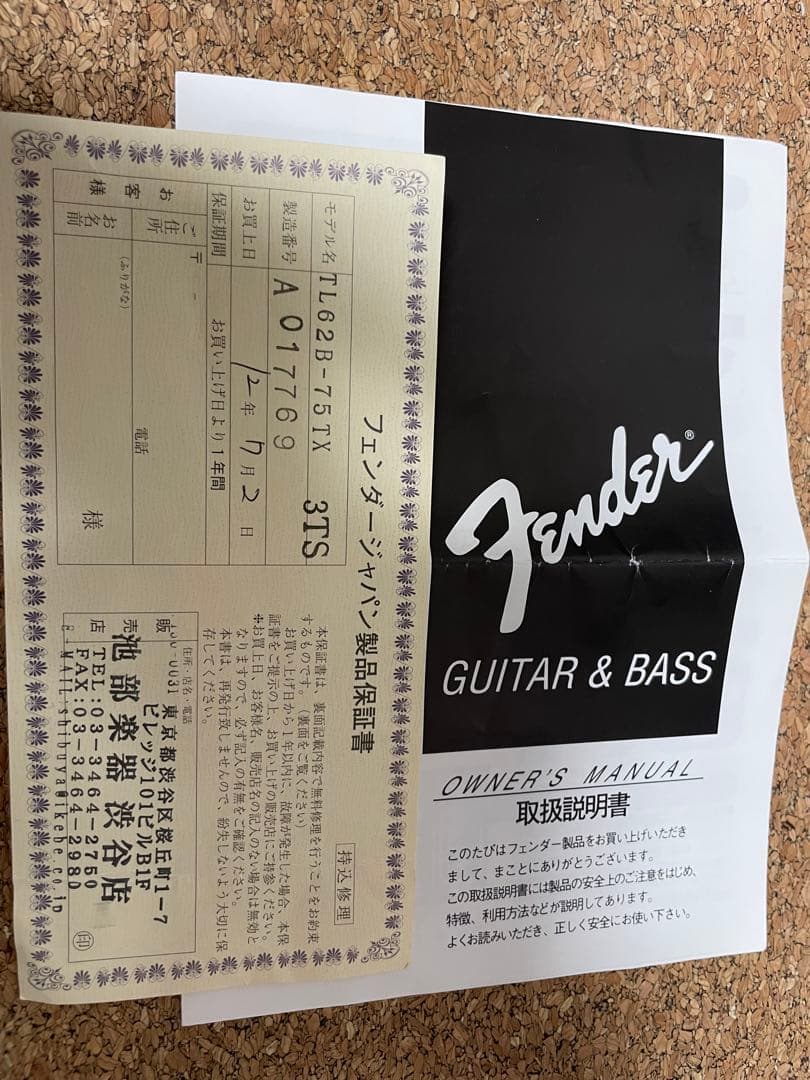 フェンダージャパン製品保証書
持込修理
モデル名 TL62B-75TX 3TS
製造番号 A017769
お買上日 12年 7月 2日
保証期間 お買い上げ日より1年間
お客様
ご住所 〒
電話
お名前 (ふりがな)
様
本保証書は、裏面記載内容で無料修理を行うことをお約束
するものです。(裏面をご覧ください)
お買い上げ日から1年以内に、故障が発生した場合、本保
証書をご提示の上、お買い上げの販売店にご持参ください。
※お買上日、お客様名、販売店名の記入のない場合は無効と
なりますので、必ず記入の有無をご確認ください。
本書は、再発行致しませんので、紛失しないよう大切に保
存してください。
販売店
住所・店名・電話
0031 東京都渋谷区桜丘町1-7
ビレッジ101ビルB1F
池部楽器 渋谷店
TEL:03-3464-2750
FAX:03-3464-2980
MAIL:shibuya@ikebe.co.jp
印
Fender®
GUITAR & BASS
OWNER'S MANUAL
取扱説明書
このたびはフェンダー製品をお買い上げいただき
まして、まことにありがとうございます。
この取扱説明書には製品の安全上のご注意をはじめ、
特徴、利用方法などが説明してあります。
よくお読みいただき、正しく安全にお使い下さい。